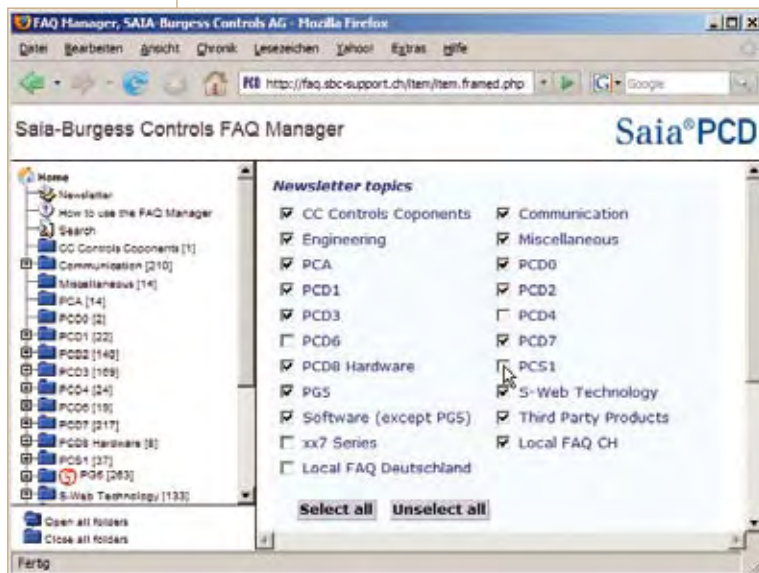 FAQ Manager, SAIA-Burgess Controls AG - Mozilla Firefox
Datei Bearbeiten Ansicht Chronik Lesezeichen Yahoo! Extras Hilfe
PCD http://faq.sbc-support.ch/item/item.framed.php G Google
Saia-Burgess Controls FAQ Manager
Saia®PCD
Home
Newsletter
How to use the FAQ Manager
Search
CC Controls Coponents [1]
Communication [210]
Miscellaneous [14]
PCA [14]
PCD0 [2]
PCD1 [22]
PCD2 [140]
PCD3 [169]
PCD4 [24]
PCD6 [19]
PCD7 [217]
PCD8 Hardware [8]
PCS1 [37]
PG5 [263]
S-Web Technology [133]
Open all folders
Close all folders
Newsletter topics
CC Controls Coponents Communication
Engineering Miscellaneous
PCA PCD0
PCD1 PCD2
PCD3 PCD4
PCD6 PCD7
PCD8 Hardware PCS1
PG5 S-Web Technology
Software (except PG5) Third Party Products
xx7 Series Local FAQ CH
Local FAQ Deutschland
Select all Unselect all
Fertig